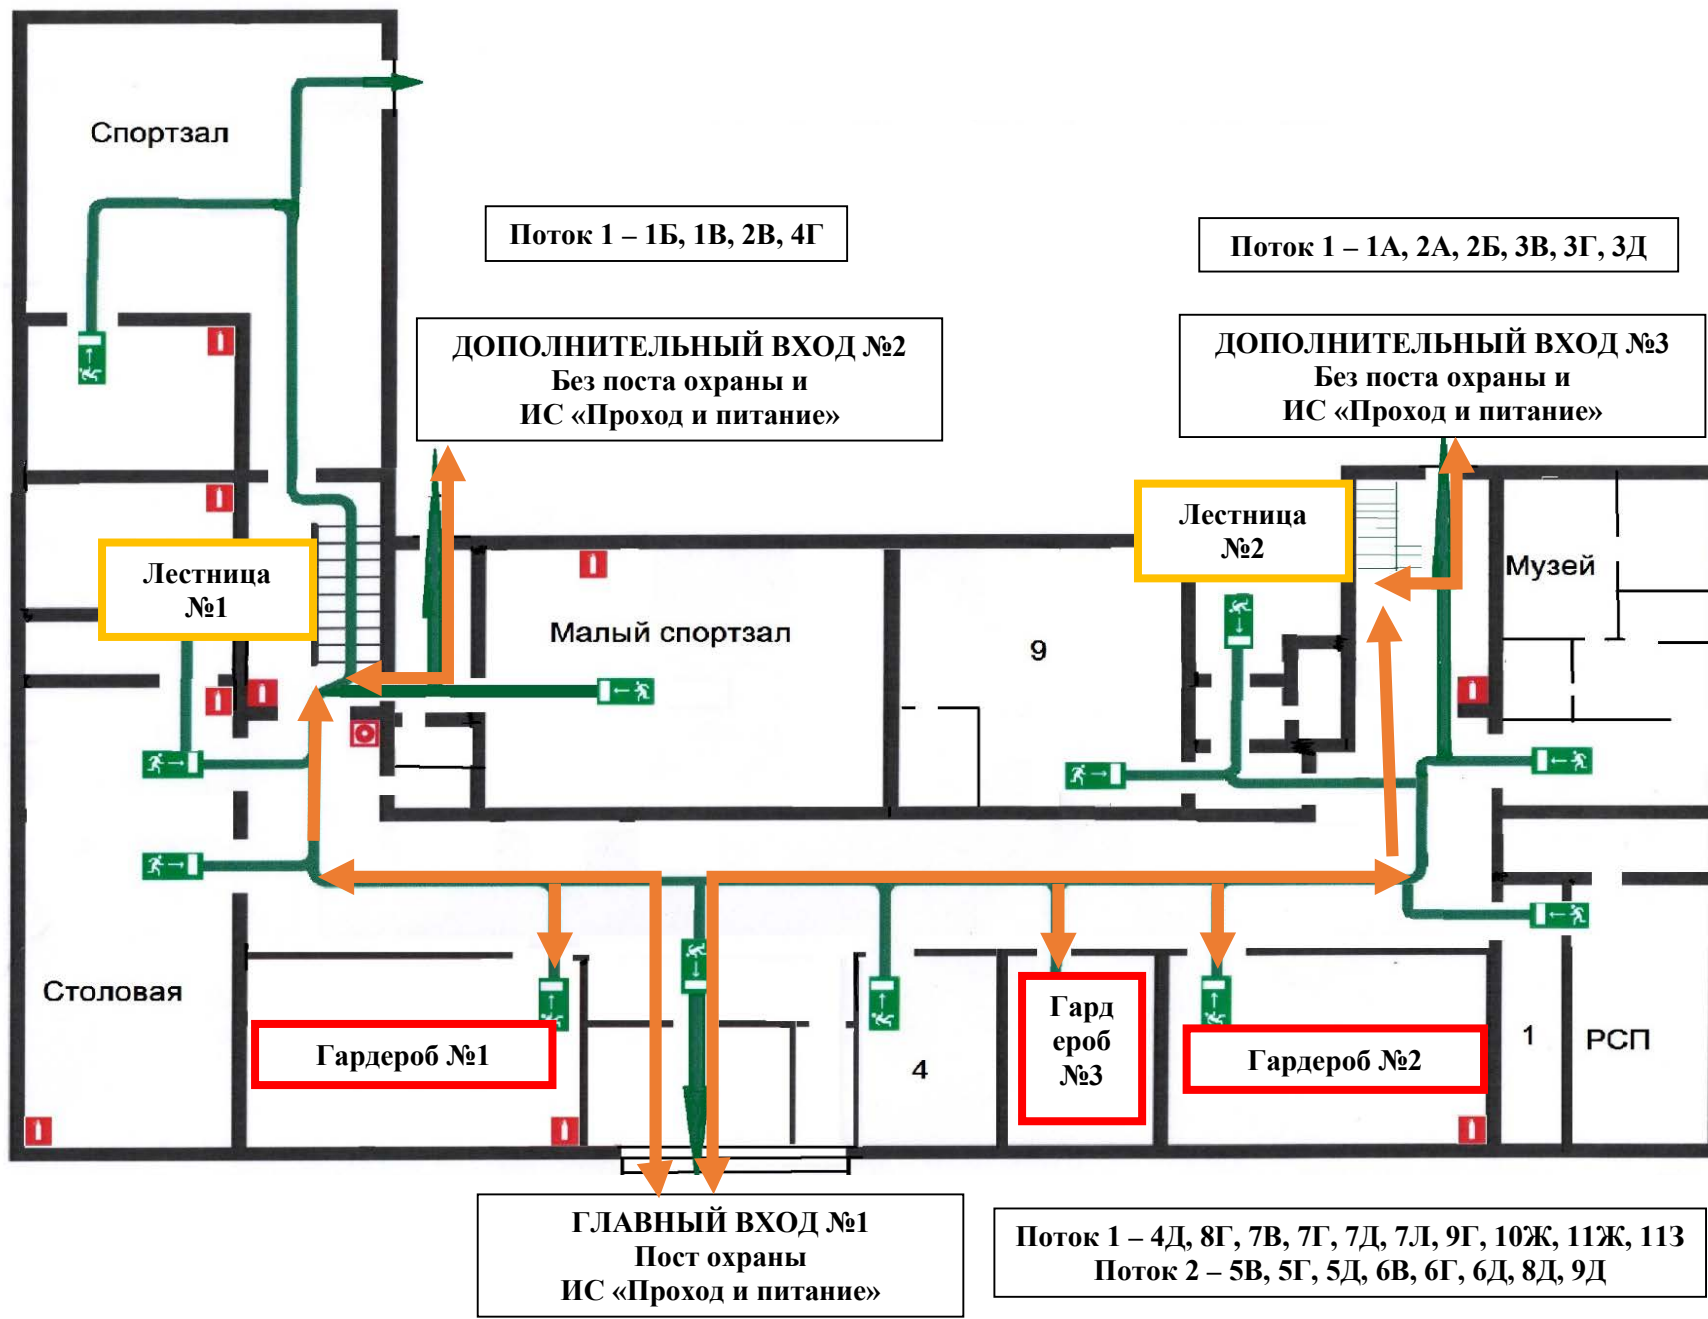 Спортзал
Поток 1 – 1Б, 1В, 2В, 4Г
Поток 1 – 1А, 2А, 2Б, 3В, 3Г, 3Д
ДОПОЛНИТЕЛЬНЫЙ ВХОД №2
Без поста охраны и
ИС «Проход и питание»
ДОПОЛНИТЕЛЬНЫЙ ВХОД №3
Без поста охраны и
ИС «Проход и питание»
Лестница
№1
Лестница
№2
Музей
Малый спортзал
9
Столовая
Гардероб №1
4
Гард
ероб
№3
Гардероб №2
1
РСП
ГЛАВНЫЙ ВХОД №1
Пост охраны
ИС «Проход и питание»
Поток 1 – 4Д, 8Г, 7В, 7Г, 7Д, 7Л, 9Г, 10Ж, 11Ж, 11З
Поток 2 – 5В, 5Г, 5Д, 6В, 6Г, 6Д, 8Д, 9Д